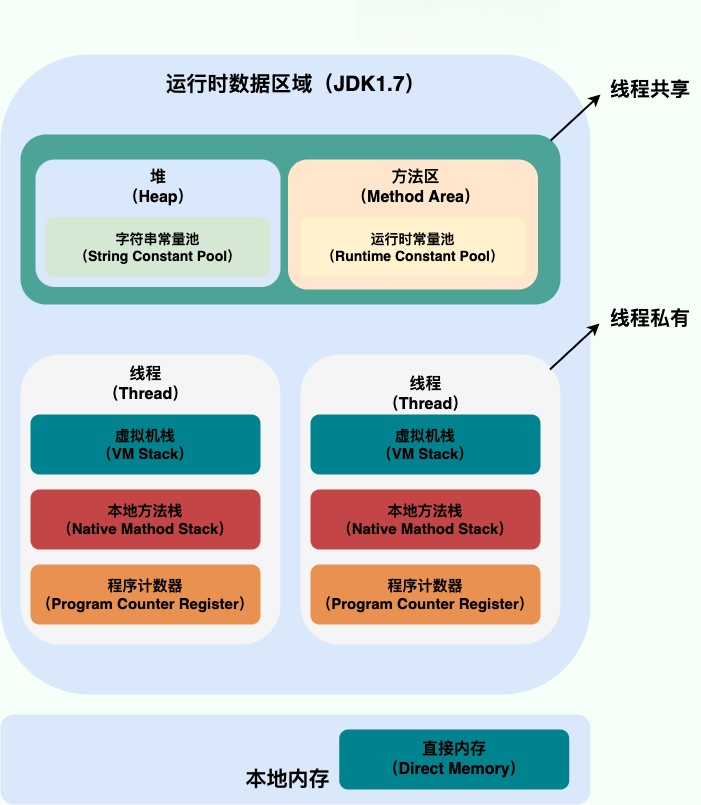 运行时数据区域（JDK1.7）
线程共享
堆
（Heap）
字符串常量池
（String Constant Pool）
方法区
（Method Area）
运行时常量池
（Runtime Constant Pool）
线程私有
线程
（Thread）
虚拟机栈
（VM Stack）
本地方法栈
（Native Mathod Stack）
程序计数器
（Program Counter Register）
线程
（Thread）
虚拟机栈
（VM Stack）
本地方法栈
（Native Mathod Stack）
程序计数器
（Program Counter Register）
本地内存
直接内存
（Direct Memory）